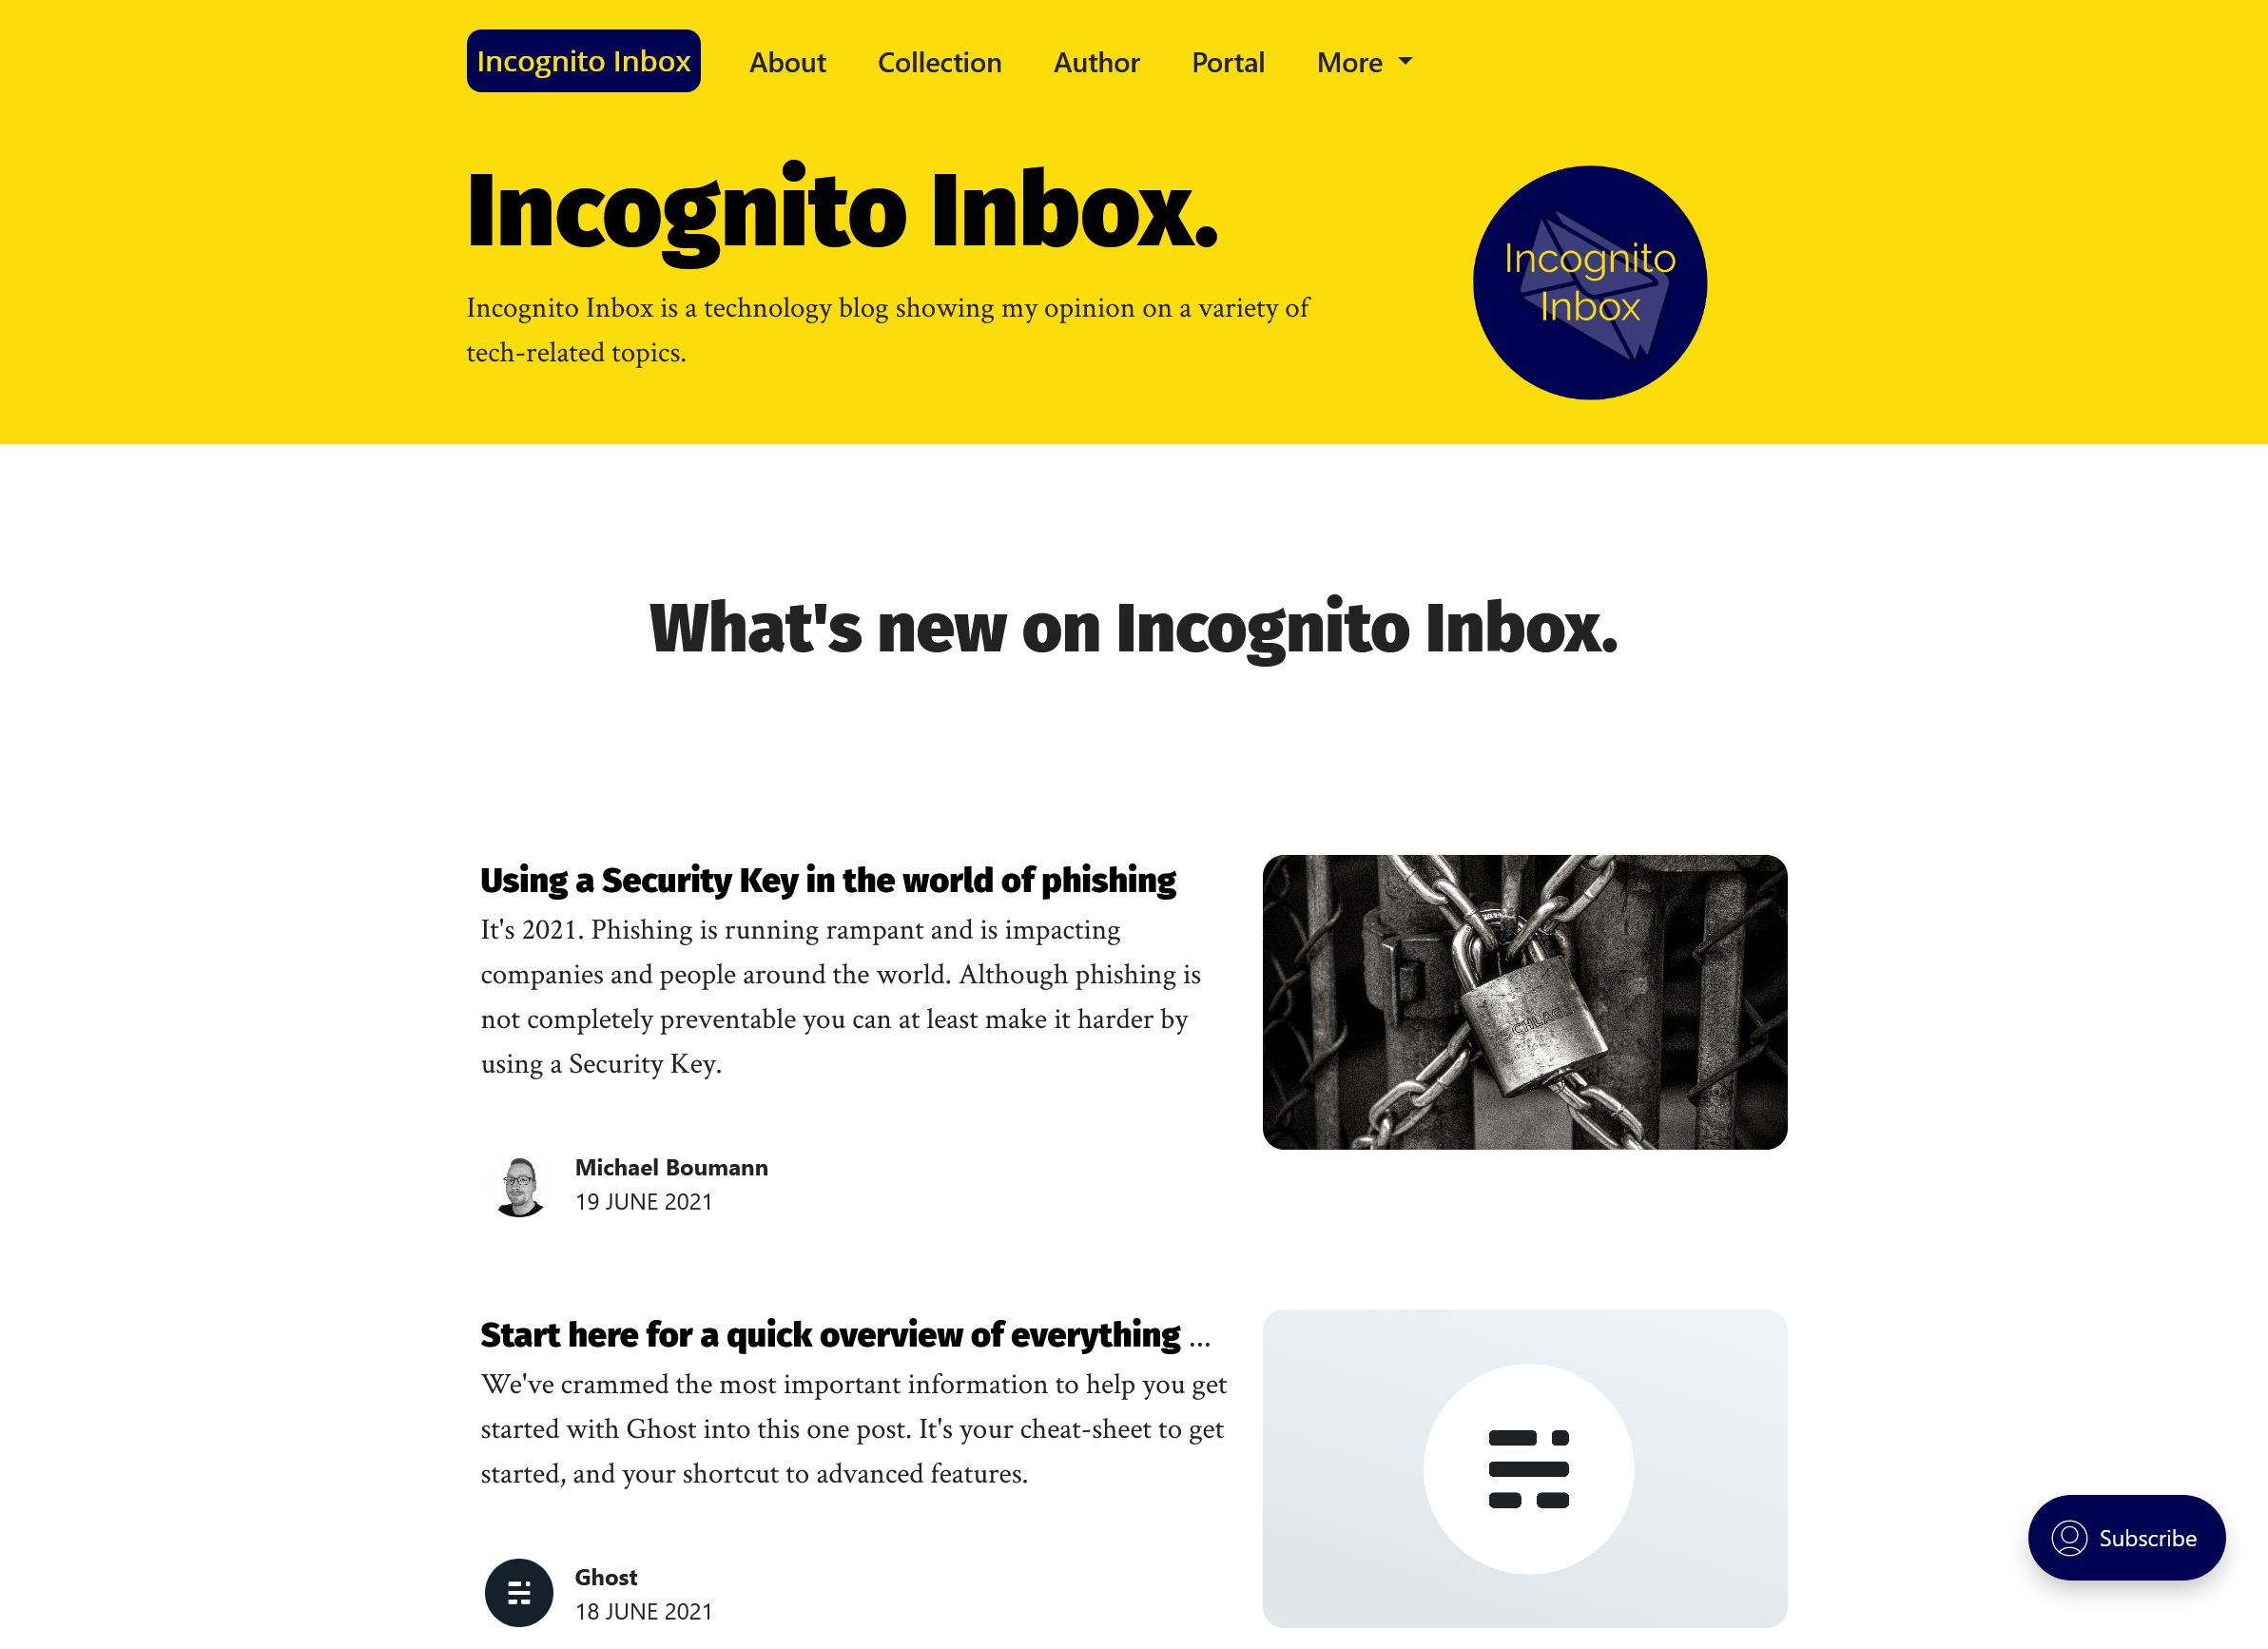 Incognito Inbox
About
Collection
Author
Portal
More
Incognito Inbox.
Incognito Inbox is a technology blog showing my opinion on a variety of
tech-related topics.
Incognito
Inbox
What's new on Incognito Inbox.
Using a Security Key in the world of phishing
It's 2021. Phishing is running rampant and is impacting
companies and people around the world. Although phishing is
not completely preventable you can at least make it harder by
using a Security Key.
SCHLAGE
Michael Boumann
19 JUNE 2021
Start here for a quick overview of everything ...
We've crammed the most important information to help you get
started with Ghost into this one post. It's your cheat-sheet to get
started, and your shortcut to advanced features.
Ghost
18 JUNE 2021
Subscribe